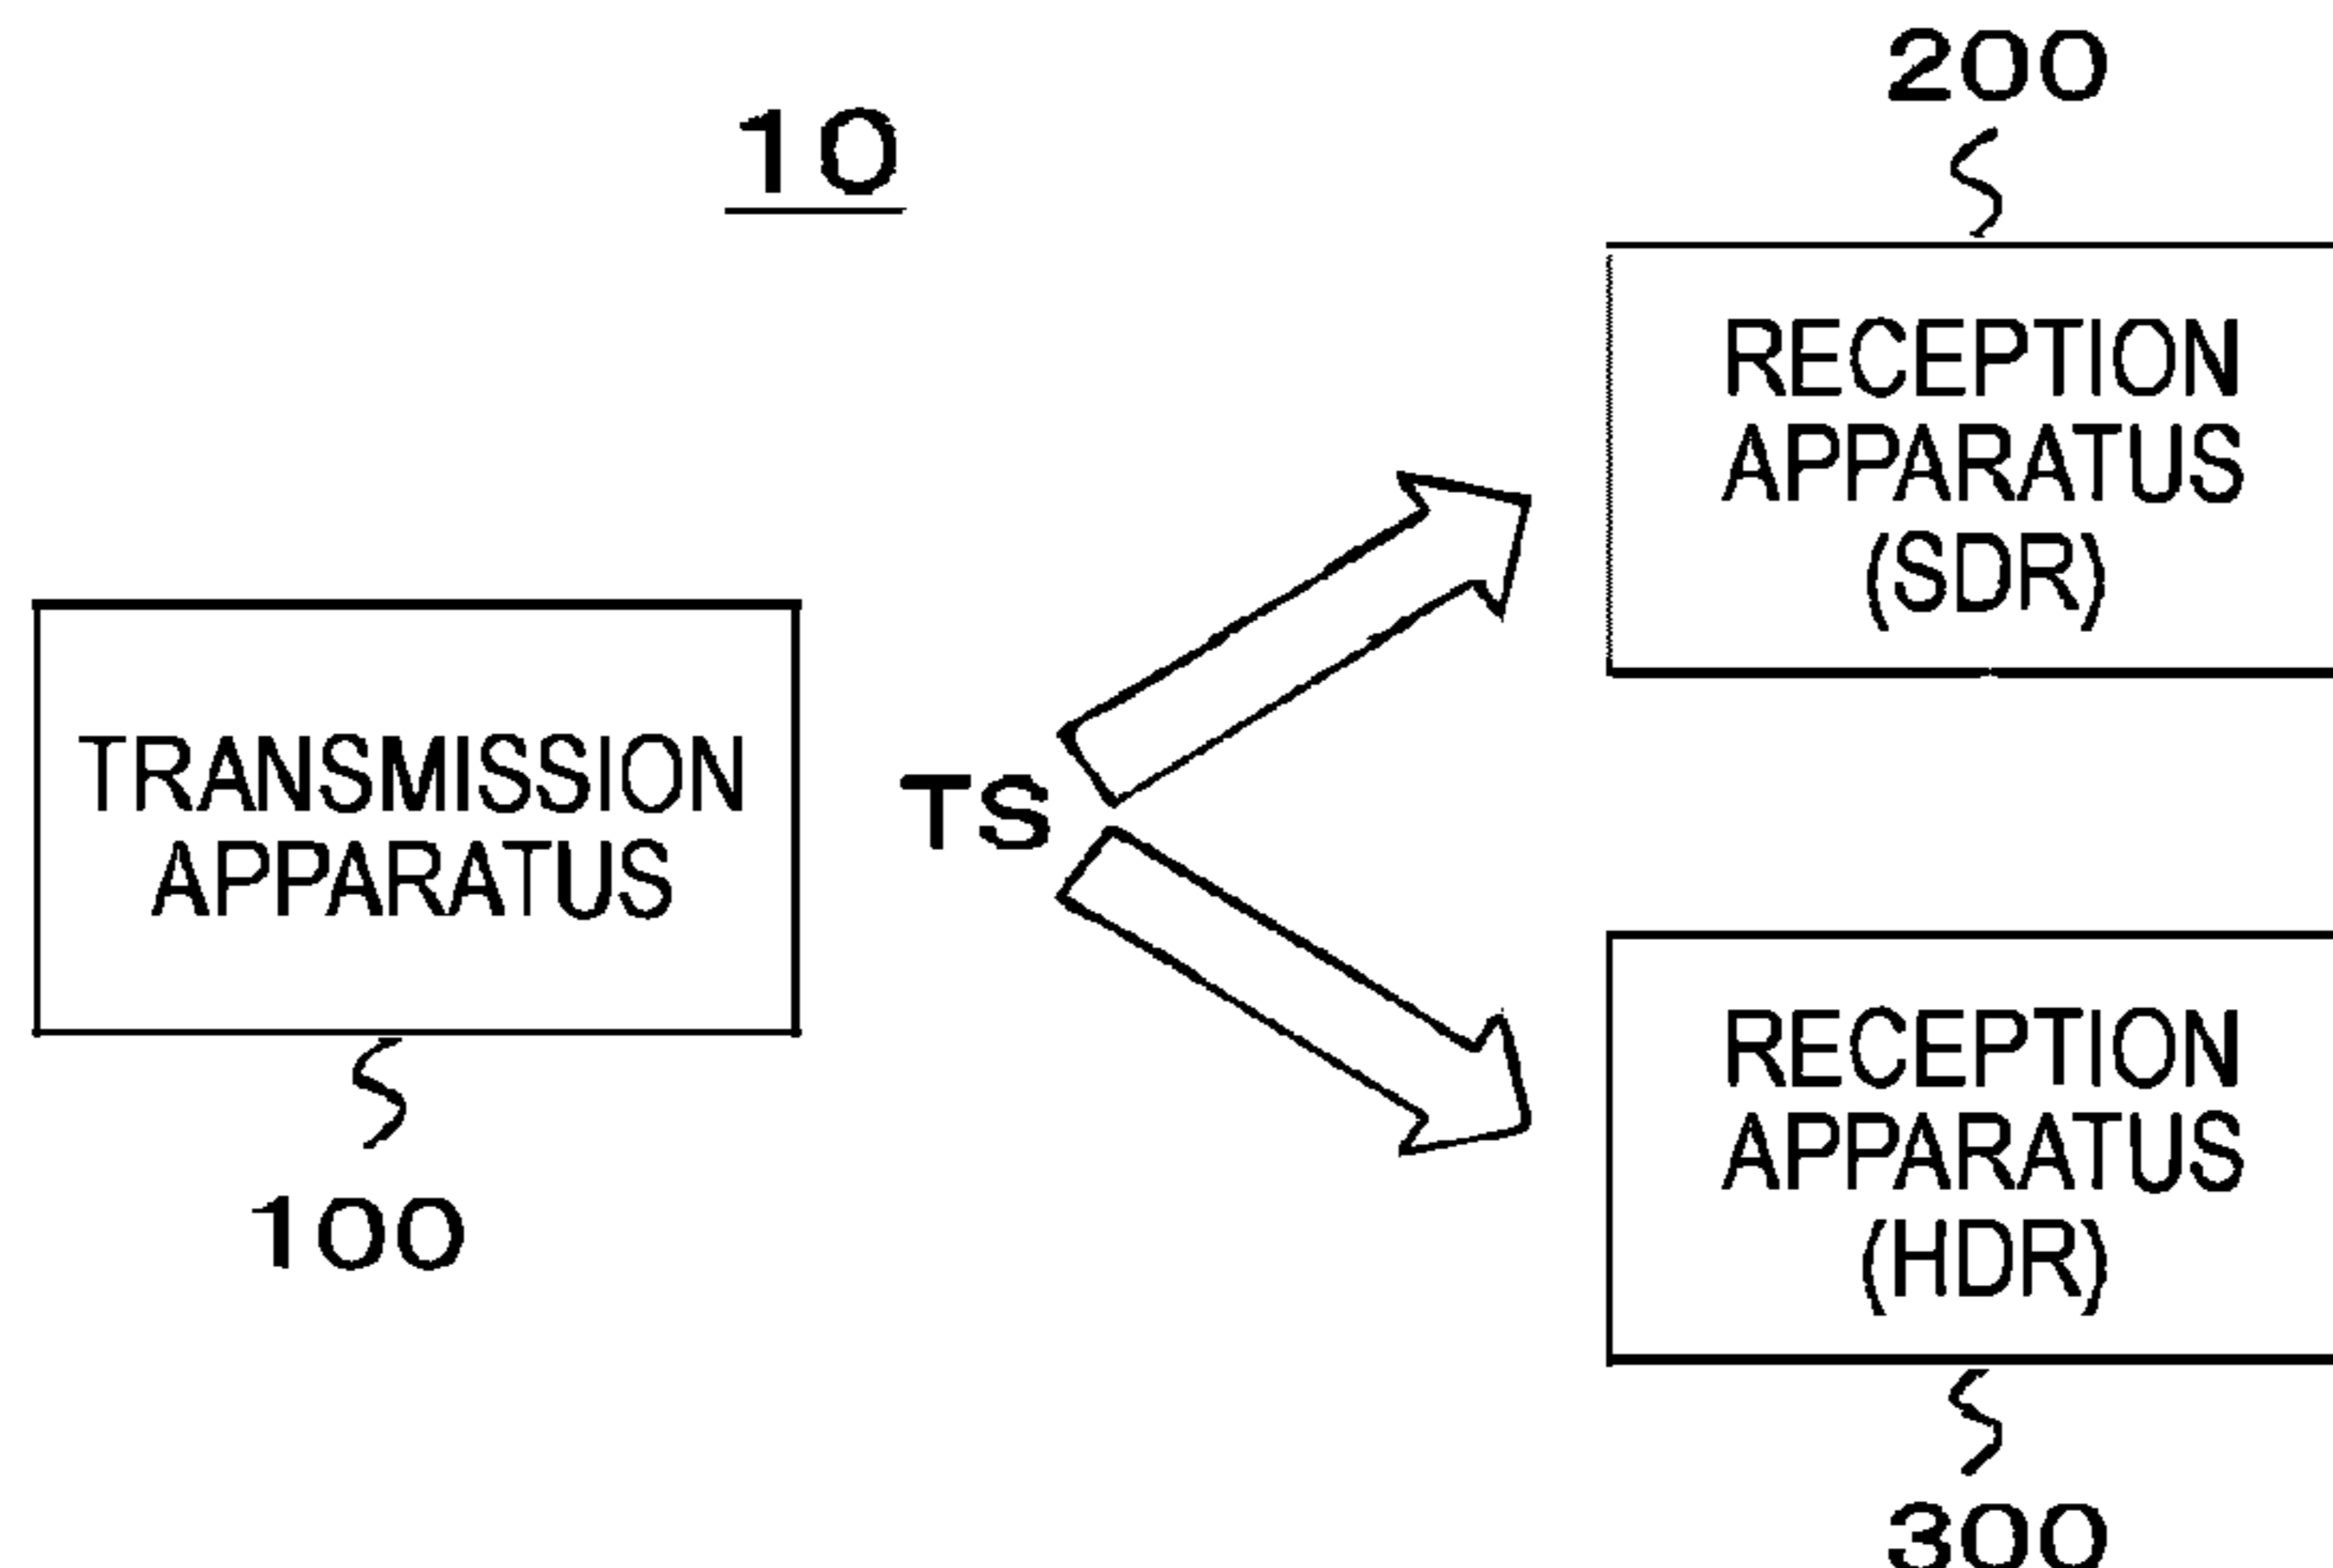 10
200
RECEPTION
APPARATUS
(SDR)
TRANSMISSION
APPARATUS
100
TS
RECEPTION
APPARATUS
(HDR)
300